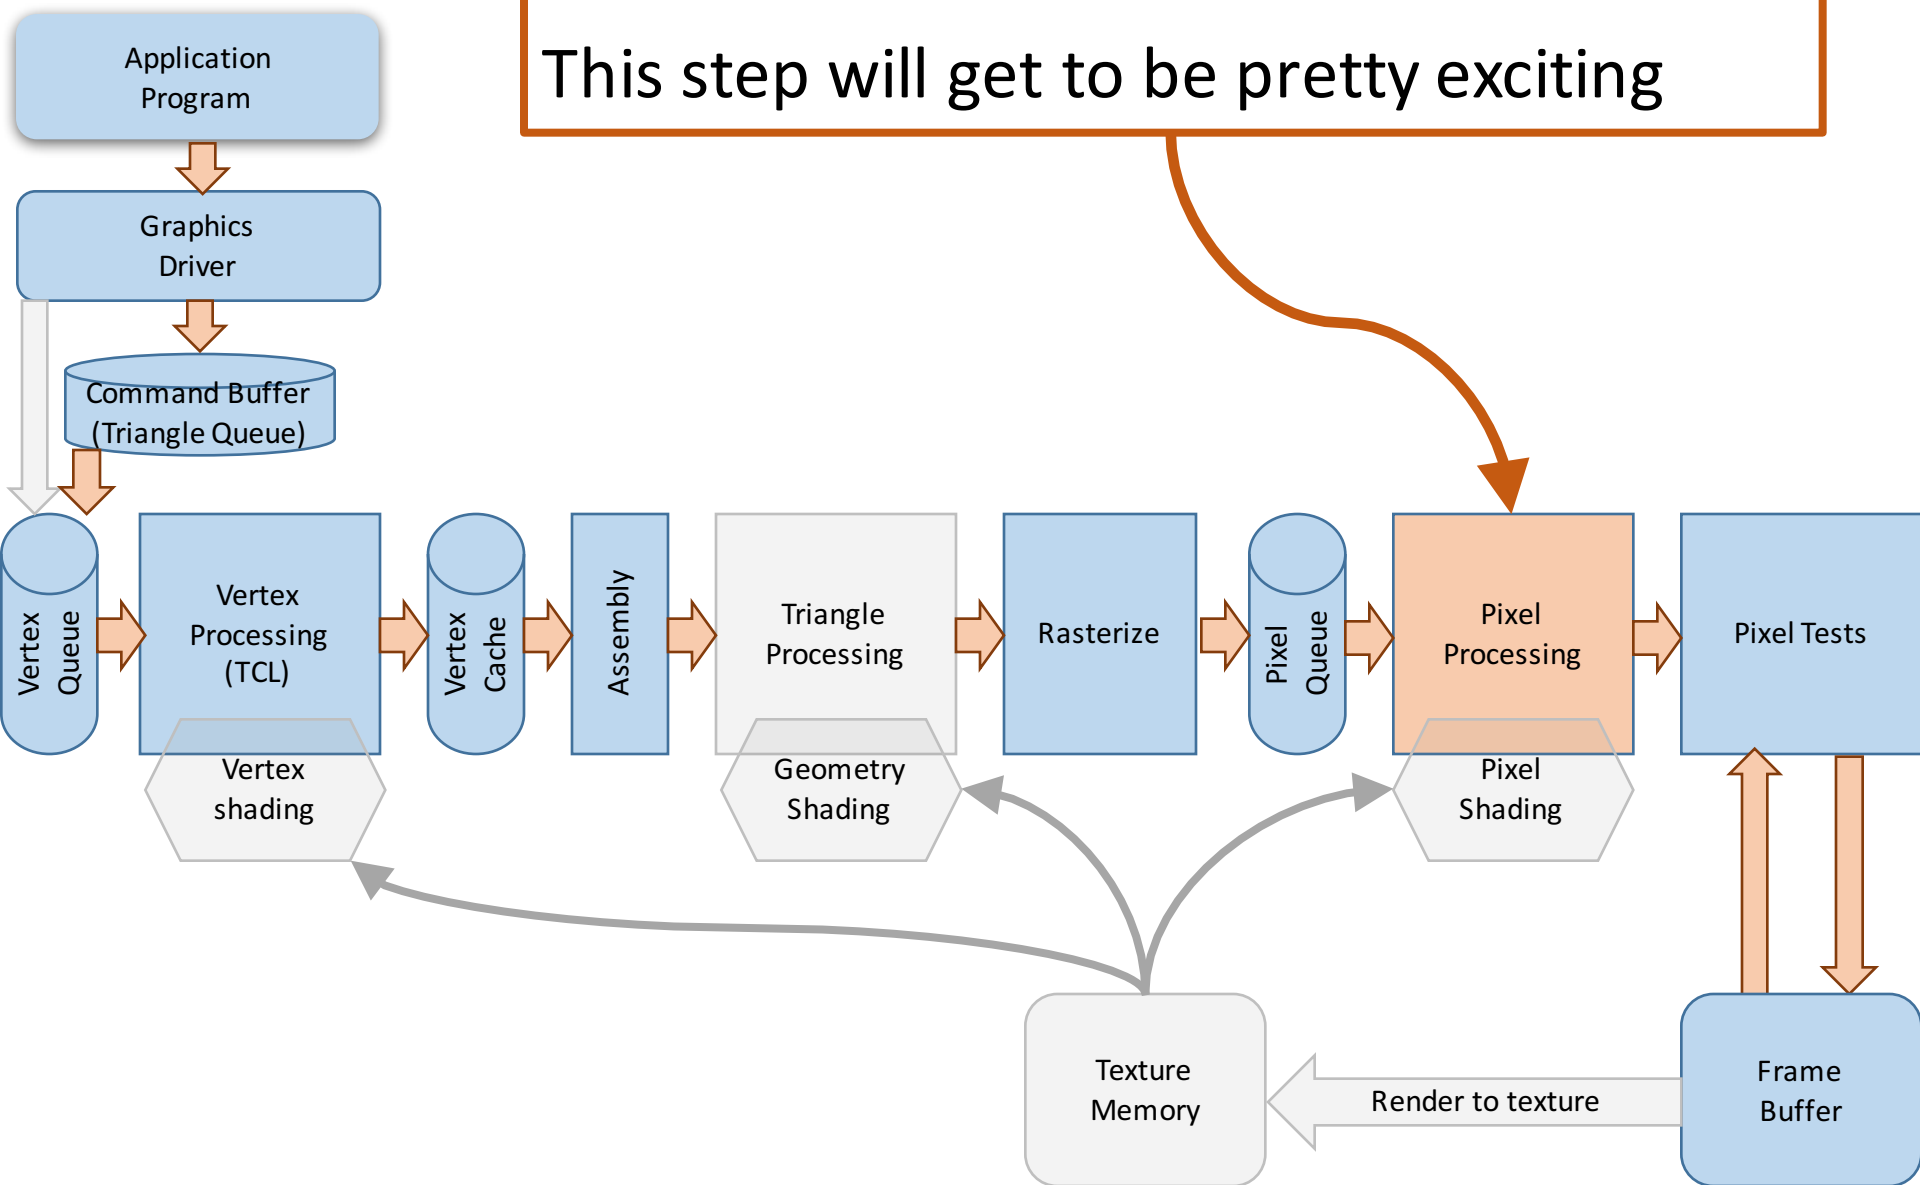 This step will get to be pretty exciting
Application
Program
Graphics
Driver
Command Buffer
(Triangle Queue)
Vertex
Queue
Vertex
Processing
(TCL)
Vertex
Cache
Assembly
Triangle
Processing
Rasterize
Pixel
Queue
Pixel
Processing
Pixel Tests
Vertex
shading
Geometry
Shading
Pixel
Shading
Texture
Memory
Render to texture
Frame
Buffer